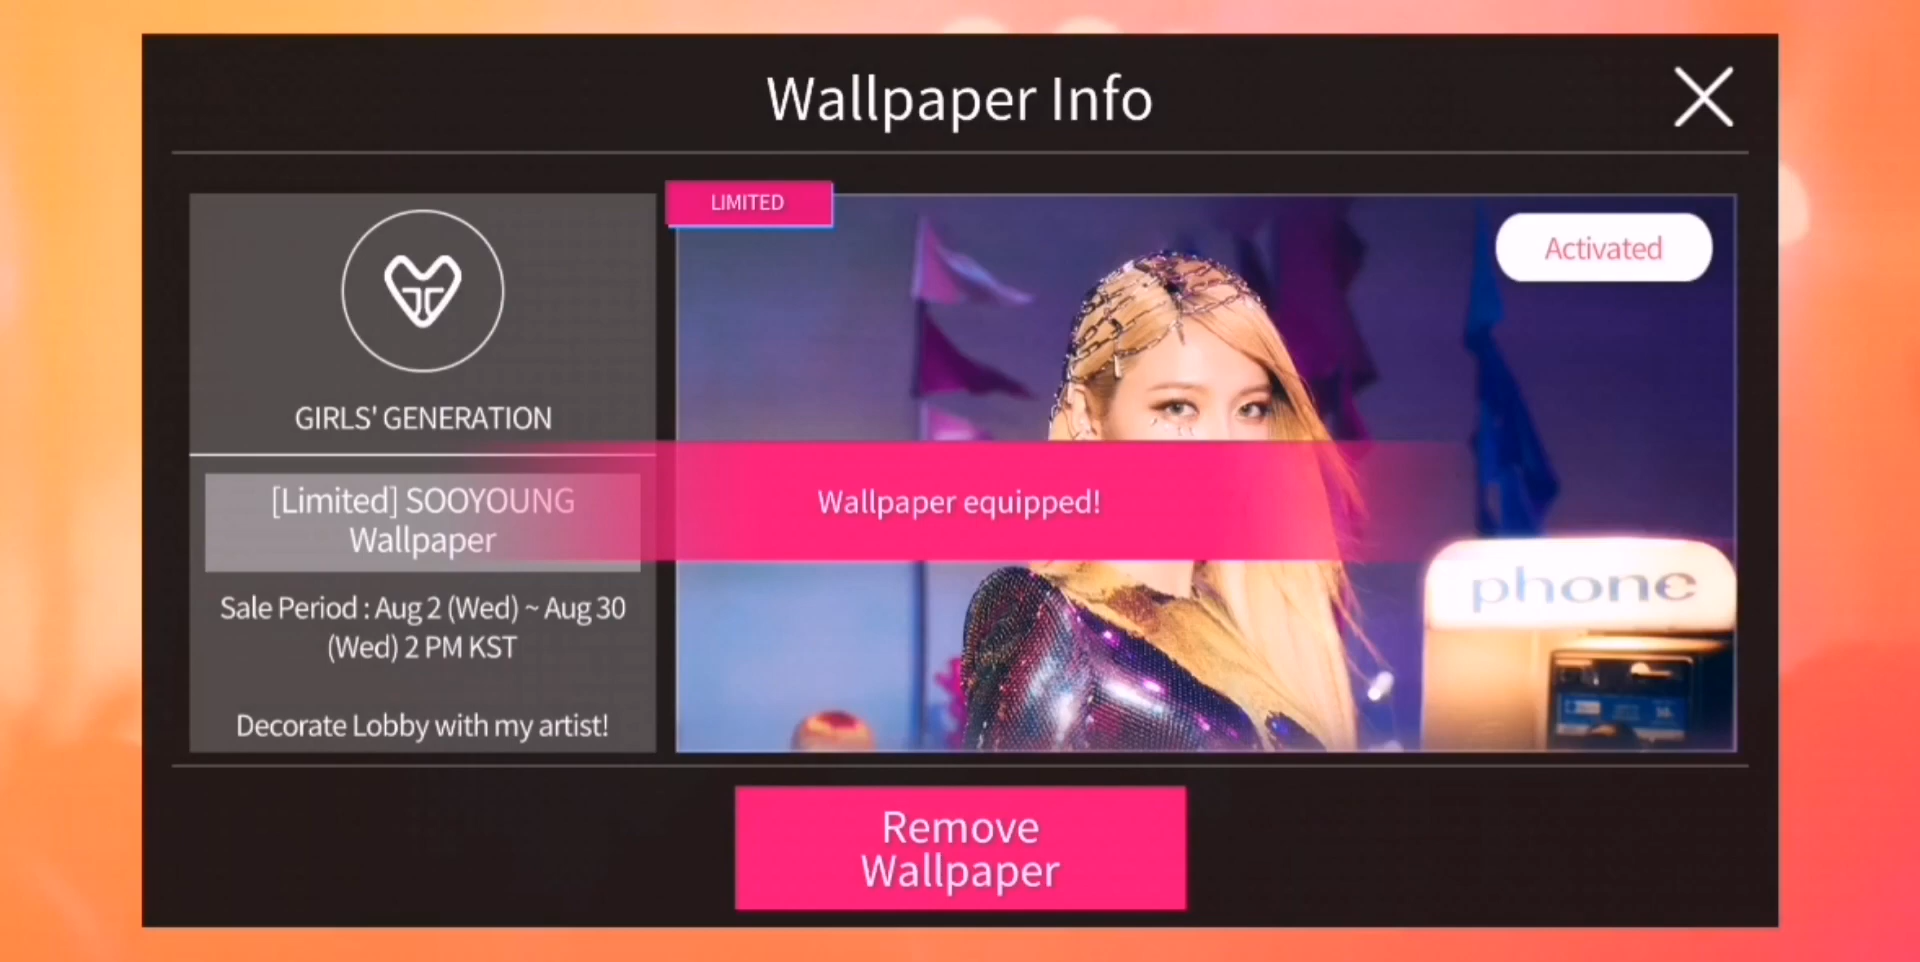 Wallpaper Info
LIMITED
Activated
GIRLS' GENERATION
[Limited] SOOYOUNG
Wallpaper
Wallpaper equipped!
Sale Period : Aug 2 (Wed) ~ Aug 30
(Wed) 2 PM KST
Decorate Lobby with my artist!
phone
Remove
Wallpaper